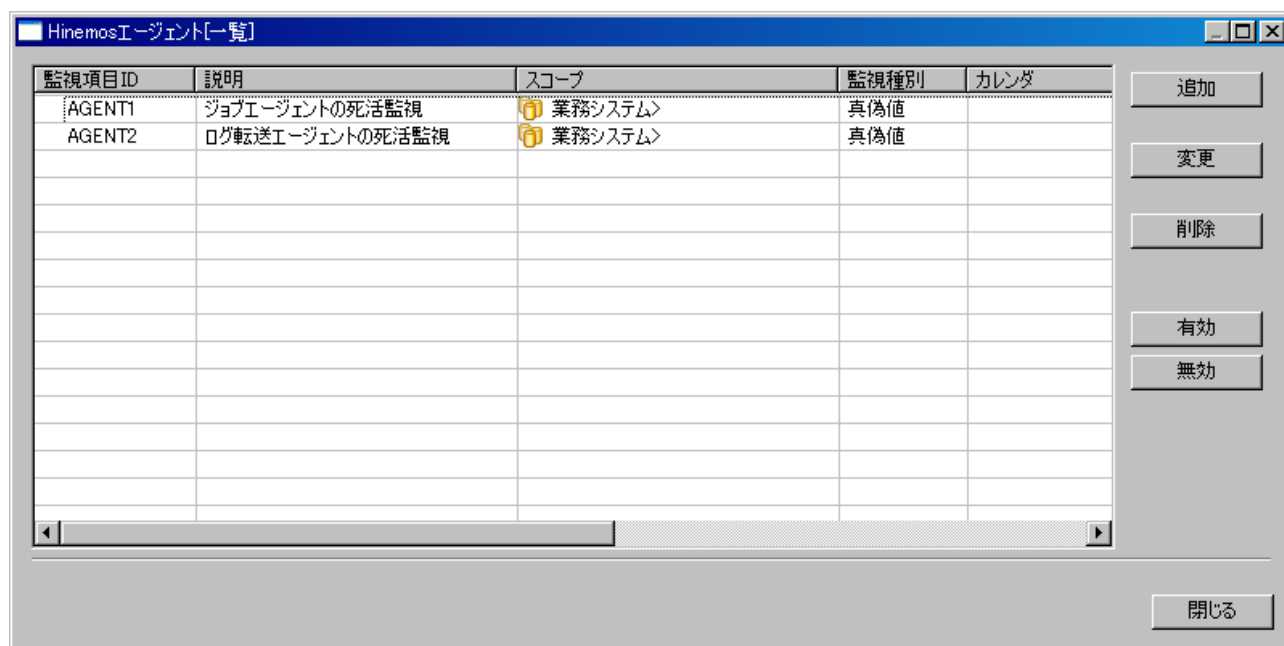 Hinemosエージェント[一覧]
監視項目ID 説明 スコープ 監視種別 カレンダ
AGENT1 ジョブエージェントの死活監視 業務システム> 真偽値
AGENT2 ログ転送エージェントの死活監視 業務システム> 真偽値
追加
変更
削除
有効
無効
閉じる